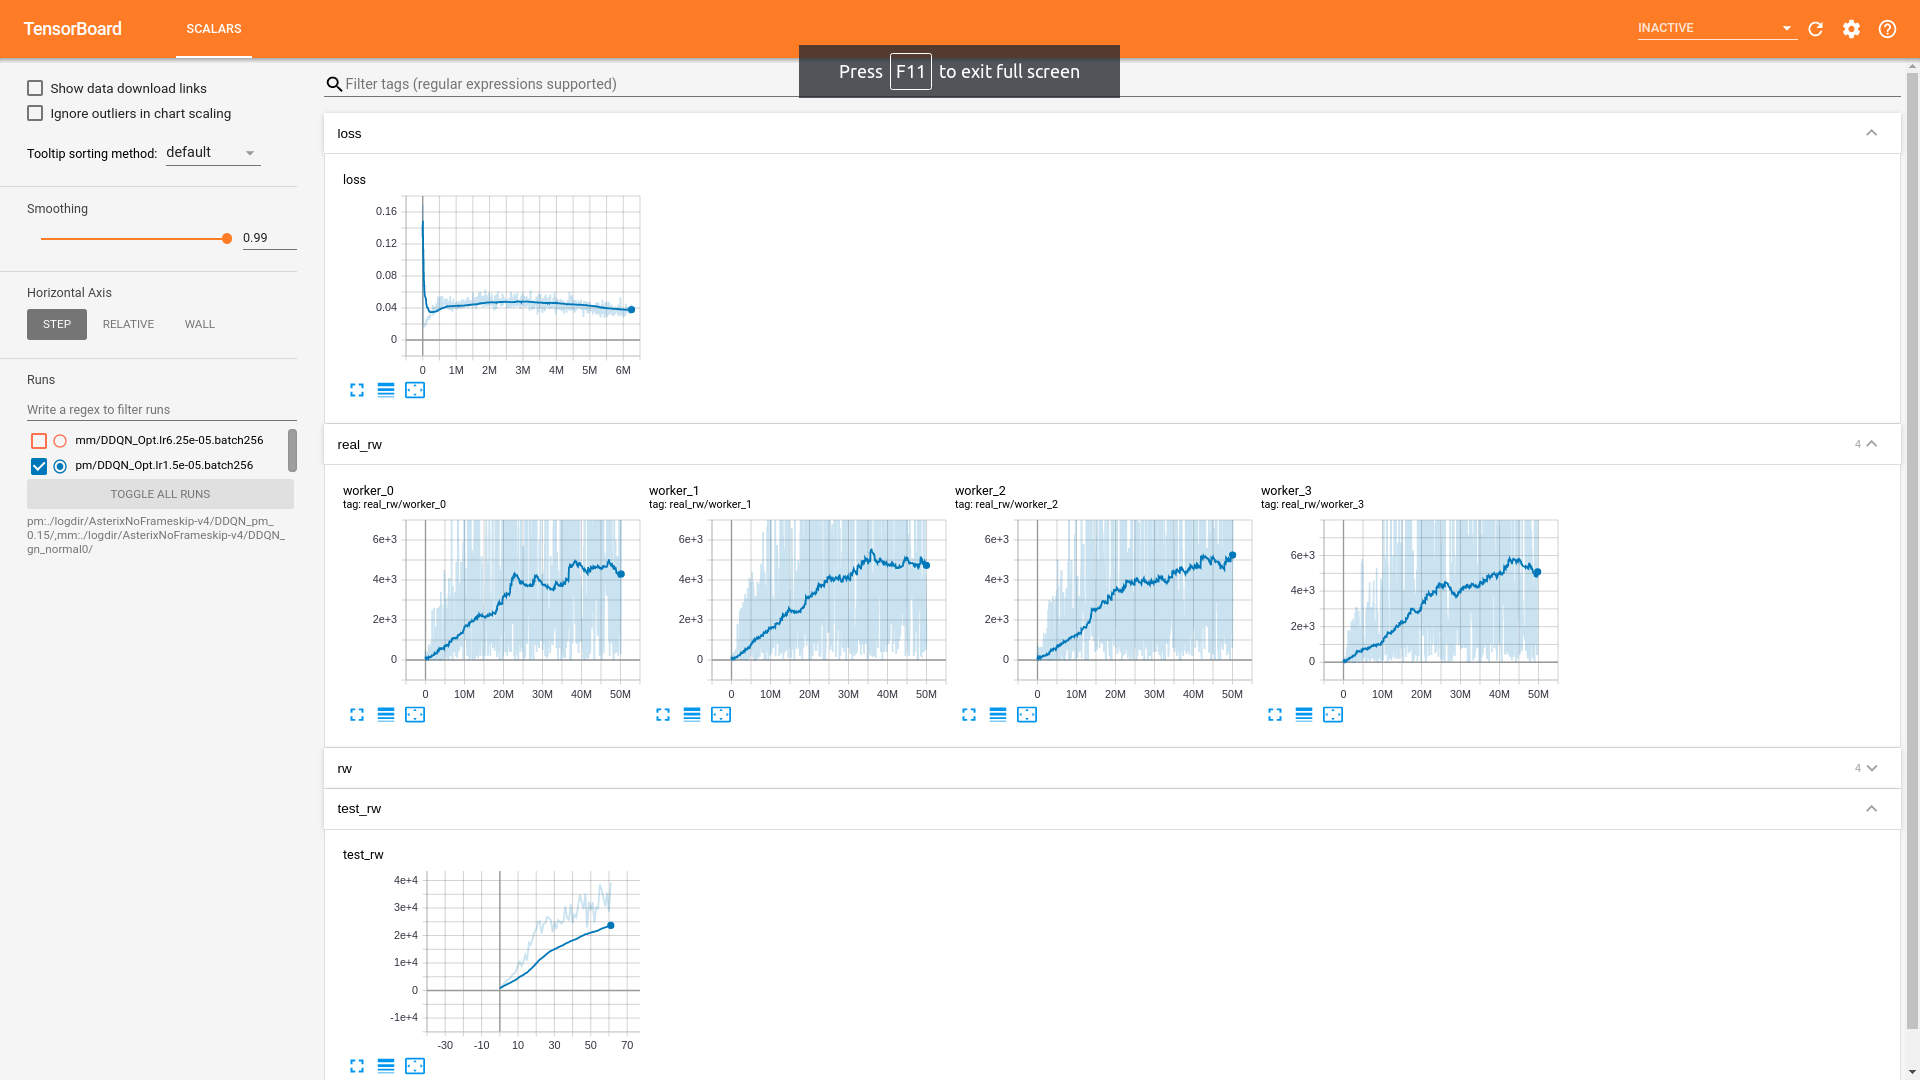 TensorBoard
SCALARS
INACTIVE
Press F11 to exit full screen
Show data download links
Ignore outliers in chart scaling
Tooltip sorting method: default
Smoothing
0.99
Horizontal Axis
STEP RELATIVE WALL
Runs
Write a regex to filter runs
mm/DDQN_Opt.lr6.25e-05.batch256
pm/DDQN_Opt.lr1.5e-05.batch256
TOGGLE ALL RUNS
pm:./logdir/AsterixNoFrameskip-v4/DDQN_pm_
0.15/,mm:./logdir/AsterixNoFrameskip-v4/DDQN_
gn_normal0/
Filter tags (regular expressions supported)
loss
loss
0.16
0.12
0.08
0.04
0
0 1M 2M 3M 4M 5M 6M
real_rw
4
worker_0
tag: real_rw/worker_0
6e+3
4e+3
2e+3
0
0 10M 20M 30M 40M 50M
worker_1
tag: real_rw/worker_1
6e+3
4e+3
2e+3
0
0 10M 20M 30M 40M 50M
worker_2
tag: real_rw/worker_2
6e+3
4e+3
2e+3
0
0 10M 20M 30M 40M 50M
worker_3
tag: real_rw/worker_3
6e+3
4e+3
2e+3
0
0 10M 20M 30M 40M 50M
rw
4
test_rw
test_rw
4e+4
3e+4
2e+4
1e+4
0
-1e+4
-30 -10 10 30 50 70